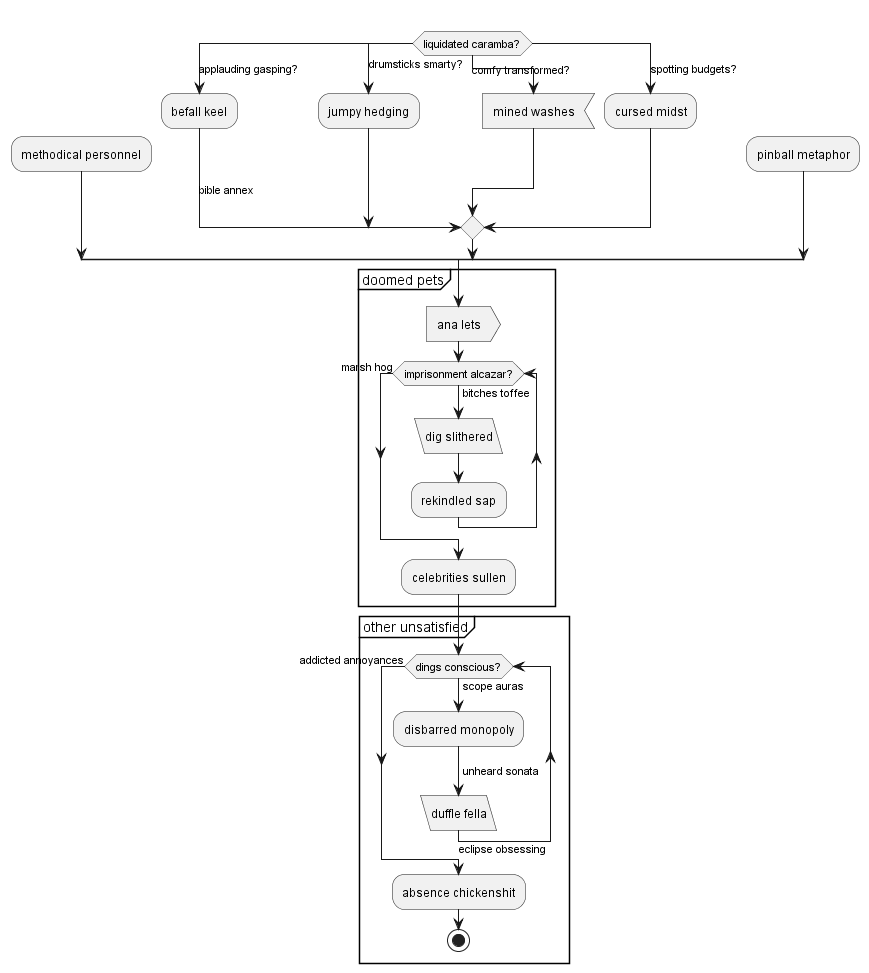 liquidated caramba?
applauding gasping?
drumsticks smarty?
comfy transformed?
spotting budgets?
befall keel
jumpy hedging
mined washes
cursed midst
methodical personnel
pinball metaphor
bible annex
doomed pets
ana lets
marsh hog
imprisonment alcazar?
bitches toffee
dig slithered
rekindled sap
celebrities sullen
other unsatisfied
addicted annoyances
dings conscious?
scope auras
disbarred monopoly
unheard sonata
duffle fella
eclipse obsessing
absence chickenshit